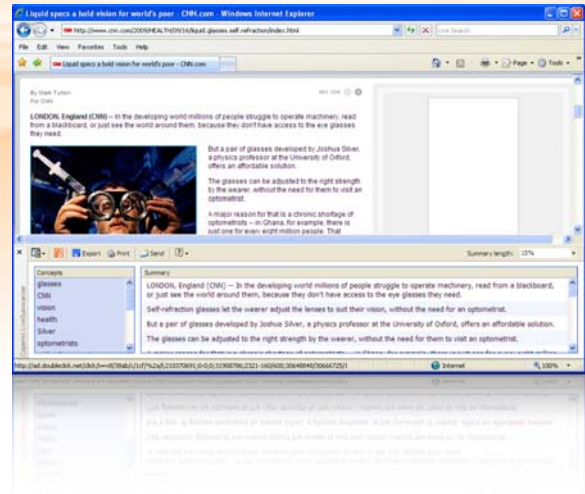 Liquid specs a bold vision for world's poor - CNN.com - Windows Internet Explorer
http://www.cnn.com/2009/HEALTH/09/16/liquid.glasses.self.refraction/index.html
Live Search
File Edit View Favorites Tools Help
Liquid specs a bold vision for world's poor - CNN.com
Page Tools
By Mark Tutton
For CNN
LONDON, England (CNN) -- In the developing world millions of people struggle to operate machinery, read
from a blackboard, or just see the world around them, because they don't have access to the eye glasses
they need.
But a pair of glasses developed by Joshua Silver,
a physics professor at the University of Oxford,
offers an affordable solution.
The glasses can be adjusted to the right strength
by the wearer, without the need for them to visit an
optometrist.
A major reason for that is a chronic shortage of
optometrists -- in Ghana, for example, there is
just one for every eight million people. That
Export Print Send
Summary length: 15%
Concepts
glasses
CNN
vision
health
Silver
optometrists
Summary
LONDON, England (CNN) -- In the developing world millions of people struggle to operate machinery, read from a blackboard,
or just see the world around them, because they don't have access to the eye glasses they need.
Self-refraction glasses let the wearer adjust the lenses to suit their vision, without the need for an optometrist.
But a pair of glasses developed by Joshua Silver, a physics professor at the University of Oxford, offers an affordable solution.
The glasses can be adjusted to the right strength by the wearer, without the need for them to visit an optometrist.
Internet
100%